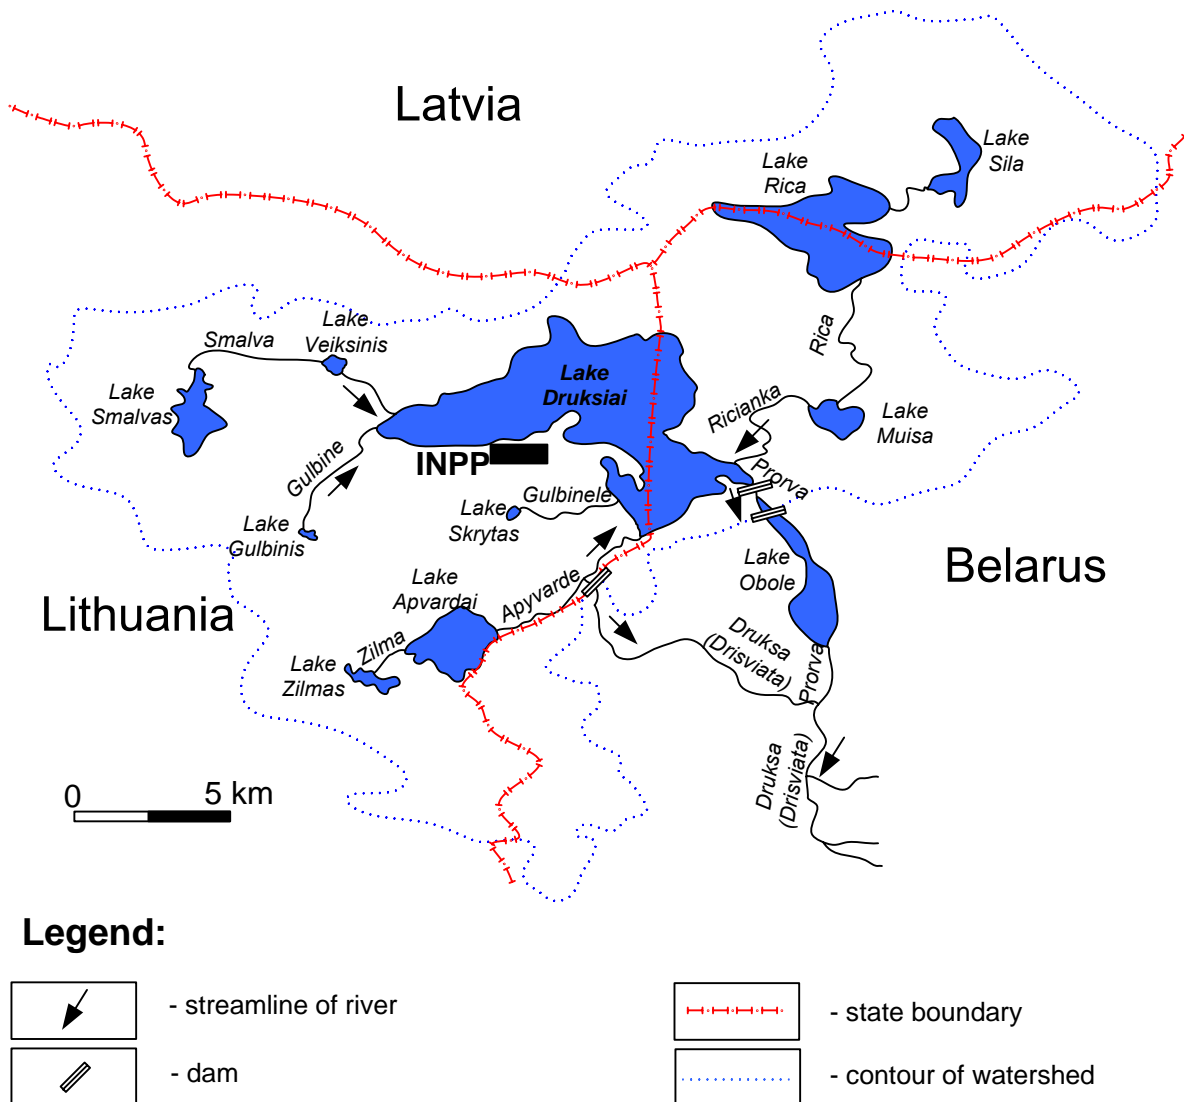 Latvia
Lake
Sila
Lake
Rica
Rica
Smalva
Lake
Veiksinis
Lake
Smalvas
Lake
Druksiai
Ricianka
Lake
Muisa
Gulbine
INPP
Prorva
Gulbinele
Lake
Skrytas
Lake
Gulbinis
Lake
Obole
Belarus
Lithuania
Lake
Apvardai
Apyvarde
Zilma
Lake
Zilmas
Druksa
(Drisviata)
Prorva
Druksa
(Drisviata)
0 5 km
Legend:
- streamline of river
- state boundary
- dam
- contour of watershed